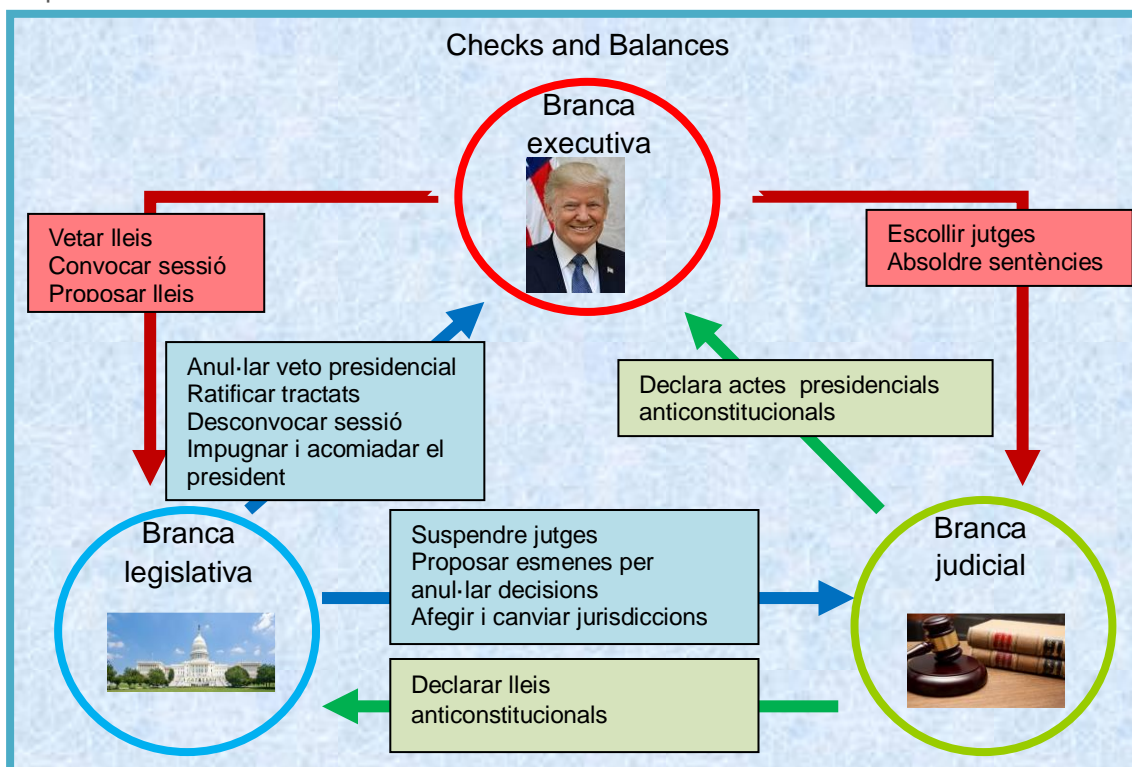 Checks and Balances
Branca
executiva
Vetar lleis
Convocar sessió
Proposar lleis
Escollir jutges
Absoldre sentències
Anul·lar veto presidencial
Ratificar tractats
Desconvocar sessió
Impugnar i acomiadar el
president
Declara actes presidencials
anticonstitucionals
Branca
legislativa
Suspendre jutges
Proposar esmenes per
anul·lar decisions
Afegir i canviar jurisdiccions
Branca
judicial
Declarar lleis
anticonstitucionals